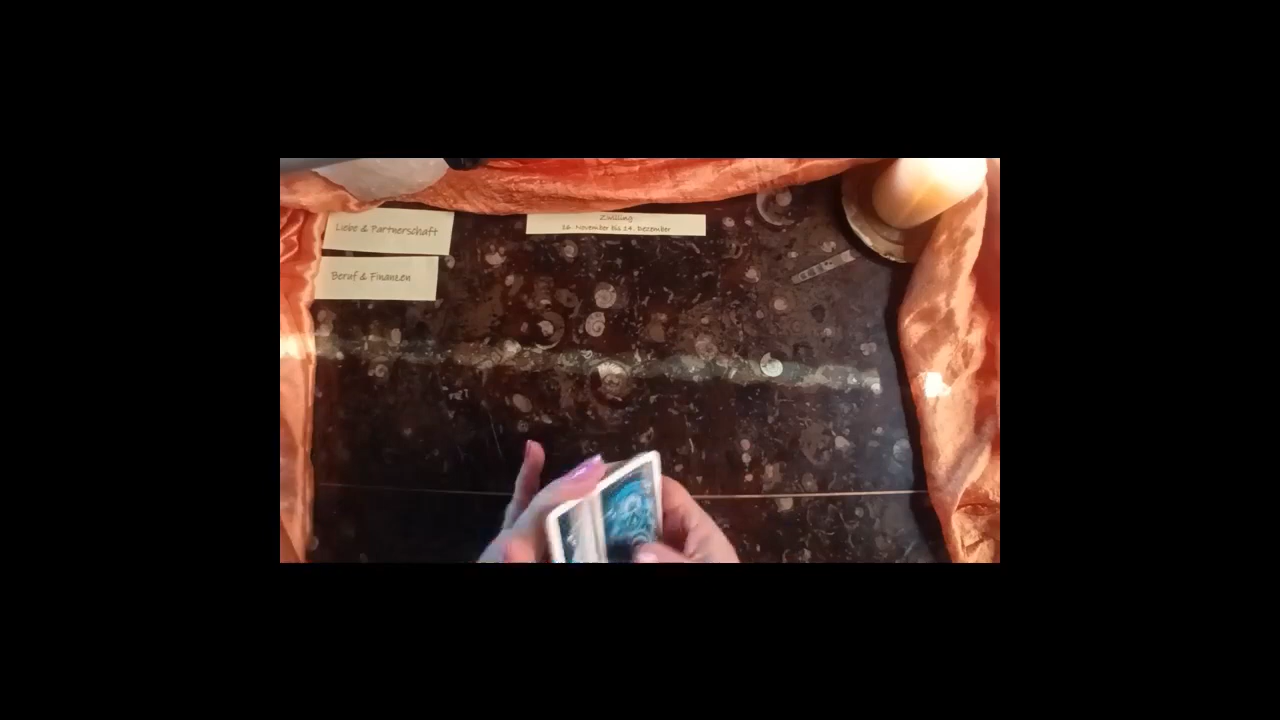 Liebe & Partnerschaft
Zwilling
16. November bis 14. Dezember
Beruf & Finanzen